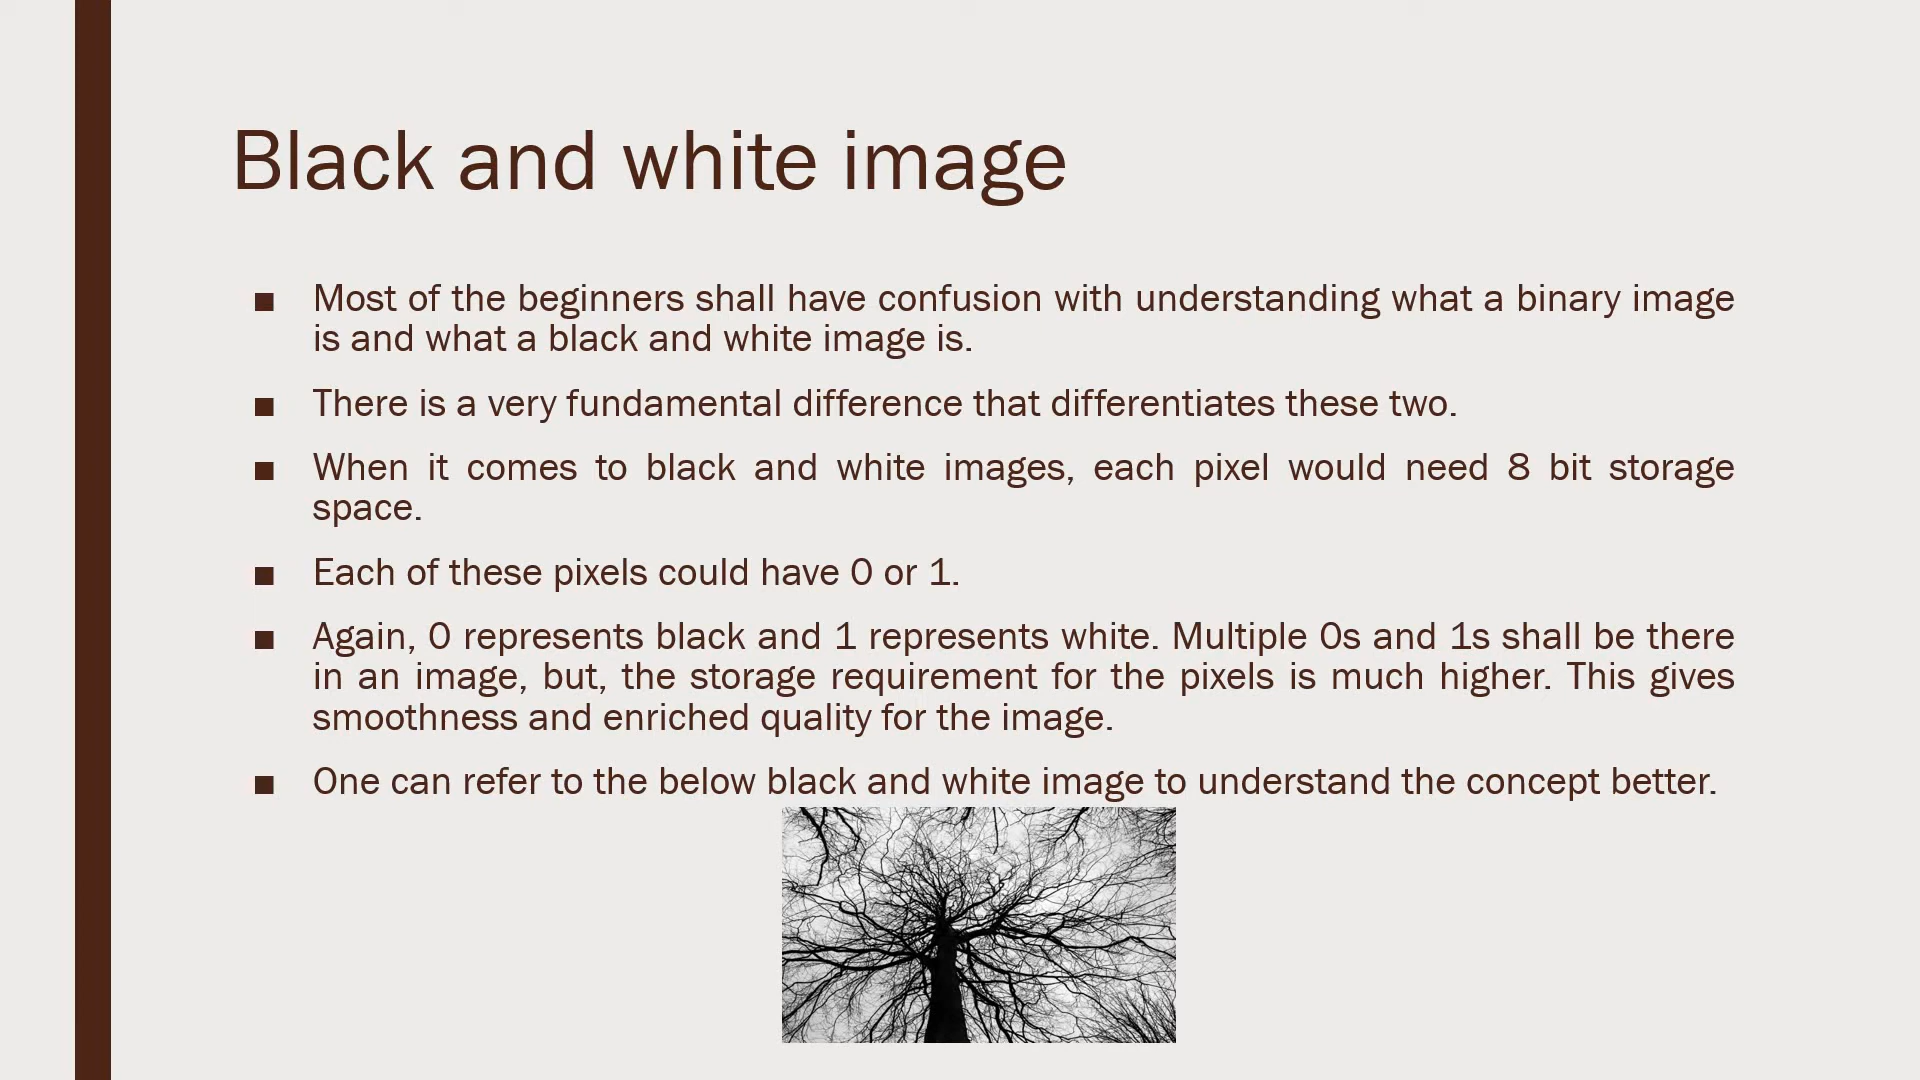 Black and white image
■ Most of the beginners shall have confusion with understanding what a binary image
is and what a black and white image is.
■ There is a very fundamental difference that differentiates these two.
■ When it comes to black and white images, each pixel would need 8 bit storage
space.
■ Each of these pixels could have 0 or 1.
■ Again, 0 represents black and 1 represents white. Multiple 0s and 1s shall be there
in an image, but, the storage requirement for the pixels is much higher. This gives
smoothness and enriched quality for the image.
■ One can refer to the below black and white image to understand the concept better.